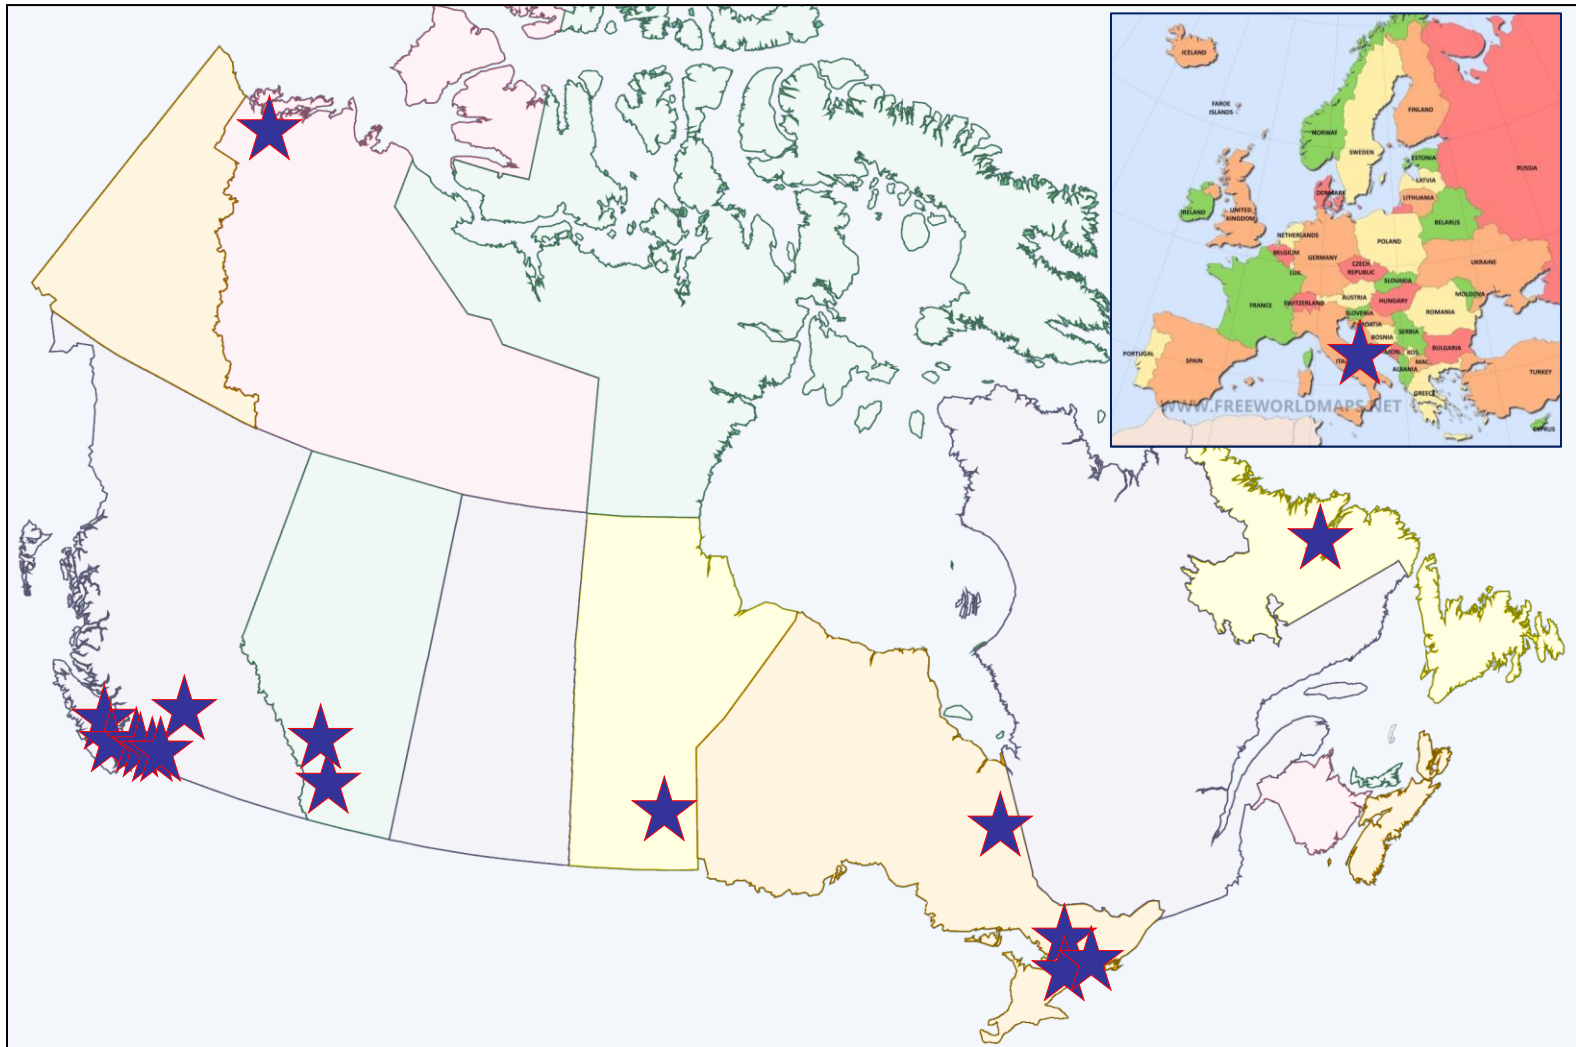 ICELAND
FAROE
ISLANDS
NORWAY
SWEDEN
FINLAND
RUSSIA
ESTONIA
LATVIA
LITHUANIA
DENMARK
BELARUS
IRELAND
UNITED
KINGDOM
NETHERLANDS
POLAND
BELGIUM
GERMANY
LUX.
CZECH
REPUBLIC
UKRAINE
SLOVAKIA
FRANCE
SWITZERLAND
AUSTRIA
HUNGARY
MOLDOVA
SLOVENIA
ROMANIA
BOSNIA
SERBIA
PORTUGAL
SPAIN
KOS.
BULGARIA
MAC.
ALBANIA
TURKEY
GREECE
WWW.FREEWORLDMAPS.NET
CYPRUS